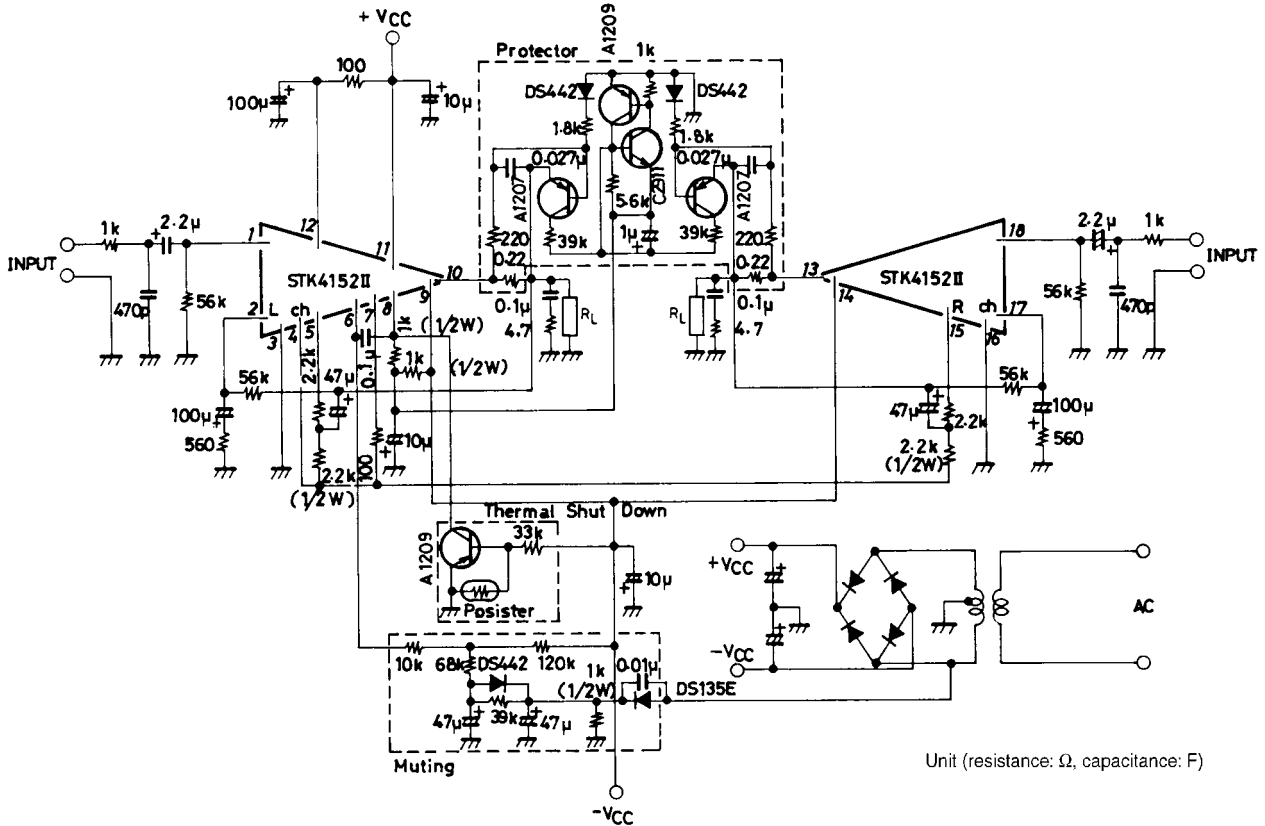 + VCC
100
100μ
+
10μ
+
Protector
A1209
1k
DS442
DS442
1.8k
1.8k
0.027μ
0.027μ
A1207
A1207
C2911
5.6k
39k
1μ
+
39k
220
220
0.22
0.22
INPUT
1k
2.2μ
+
470p
56k
1
12
11
10
STK4152II
9
8
7
6
5
4
3
2
L ch
0.1μ
4.7
RL
RL
0.1μ
4.7
13
14
STK4152II
R ch
15
16
17
18
2.2μ
+
1k
INPUT
56k
470p
1k
(1/2W)
1k
(1/2W)
2.2k
47μ
+
0.1μ
56k
100μ
+
560
2.2k
(1/2W)
100
10μ
+
56k
47μ
+
2.2k
2.2k
(1/2W)
100μ
+
560
Thermal Shut Down
A1209
33k
Posister
10μ
+
+VCC
-VCC
+
+
AC
10k
68k
DS442
120k
1k
(1/2W)
0.01μ
DS135E
47μ
+
39k
+
47μ
Muting
-VCC
Unit (resistance: Ω, capacitance: F)